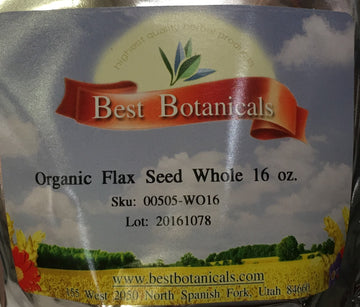 highest quality herbal products
Best Botanicals
Organic Flax Seed Whole 16 oz.
Sku: 00505-WO16
Lot: 20161078
www.bestbotanicals.com
West 2050 North Spanish Fork, Utah 84660